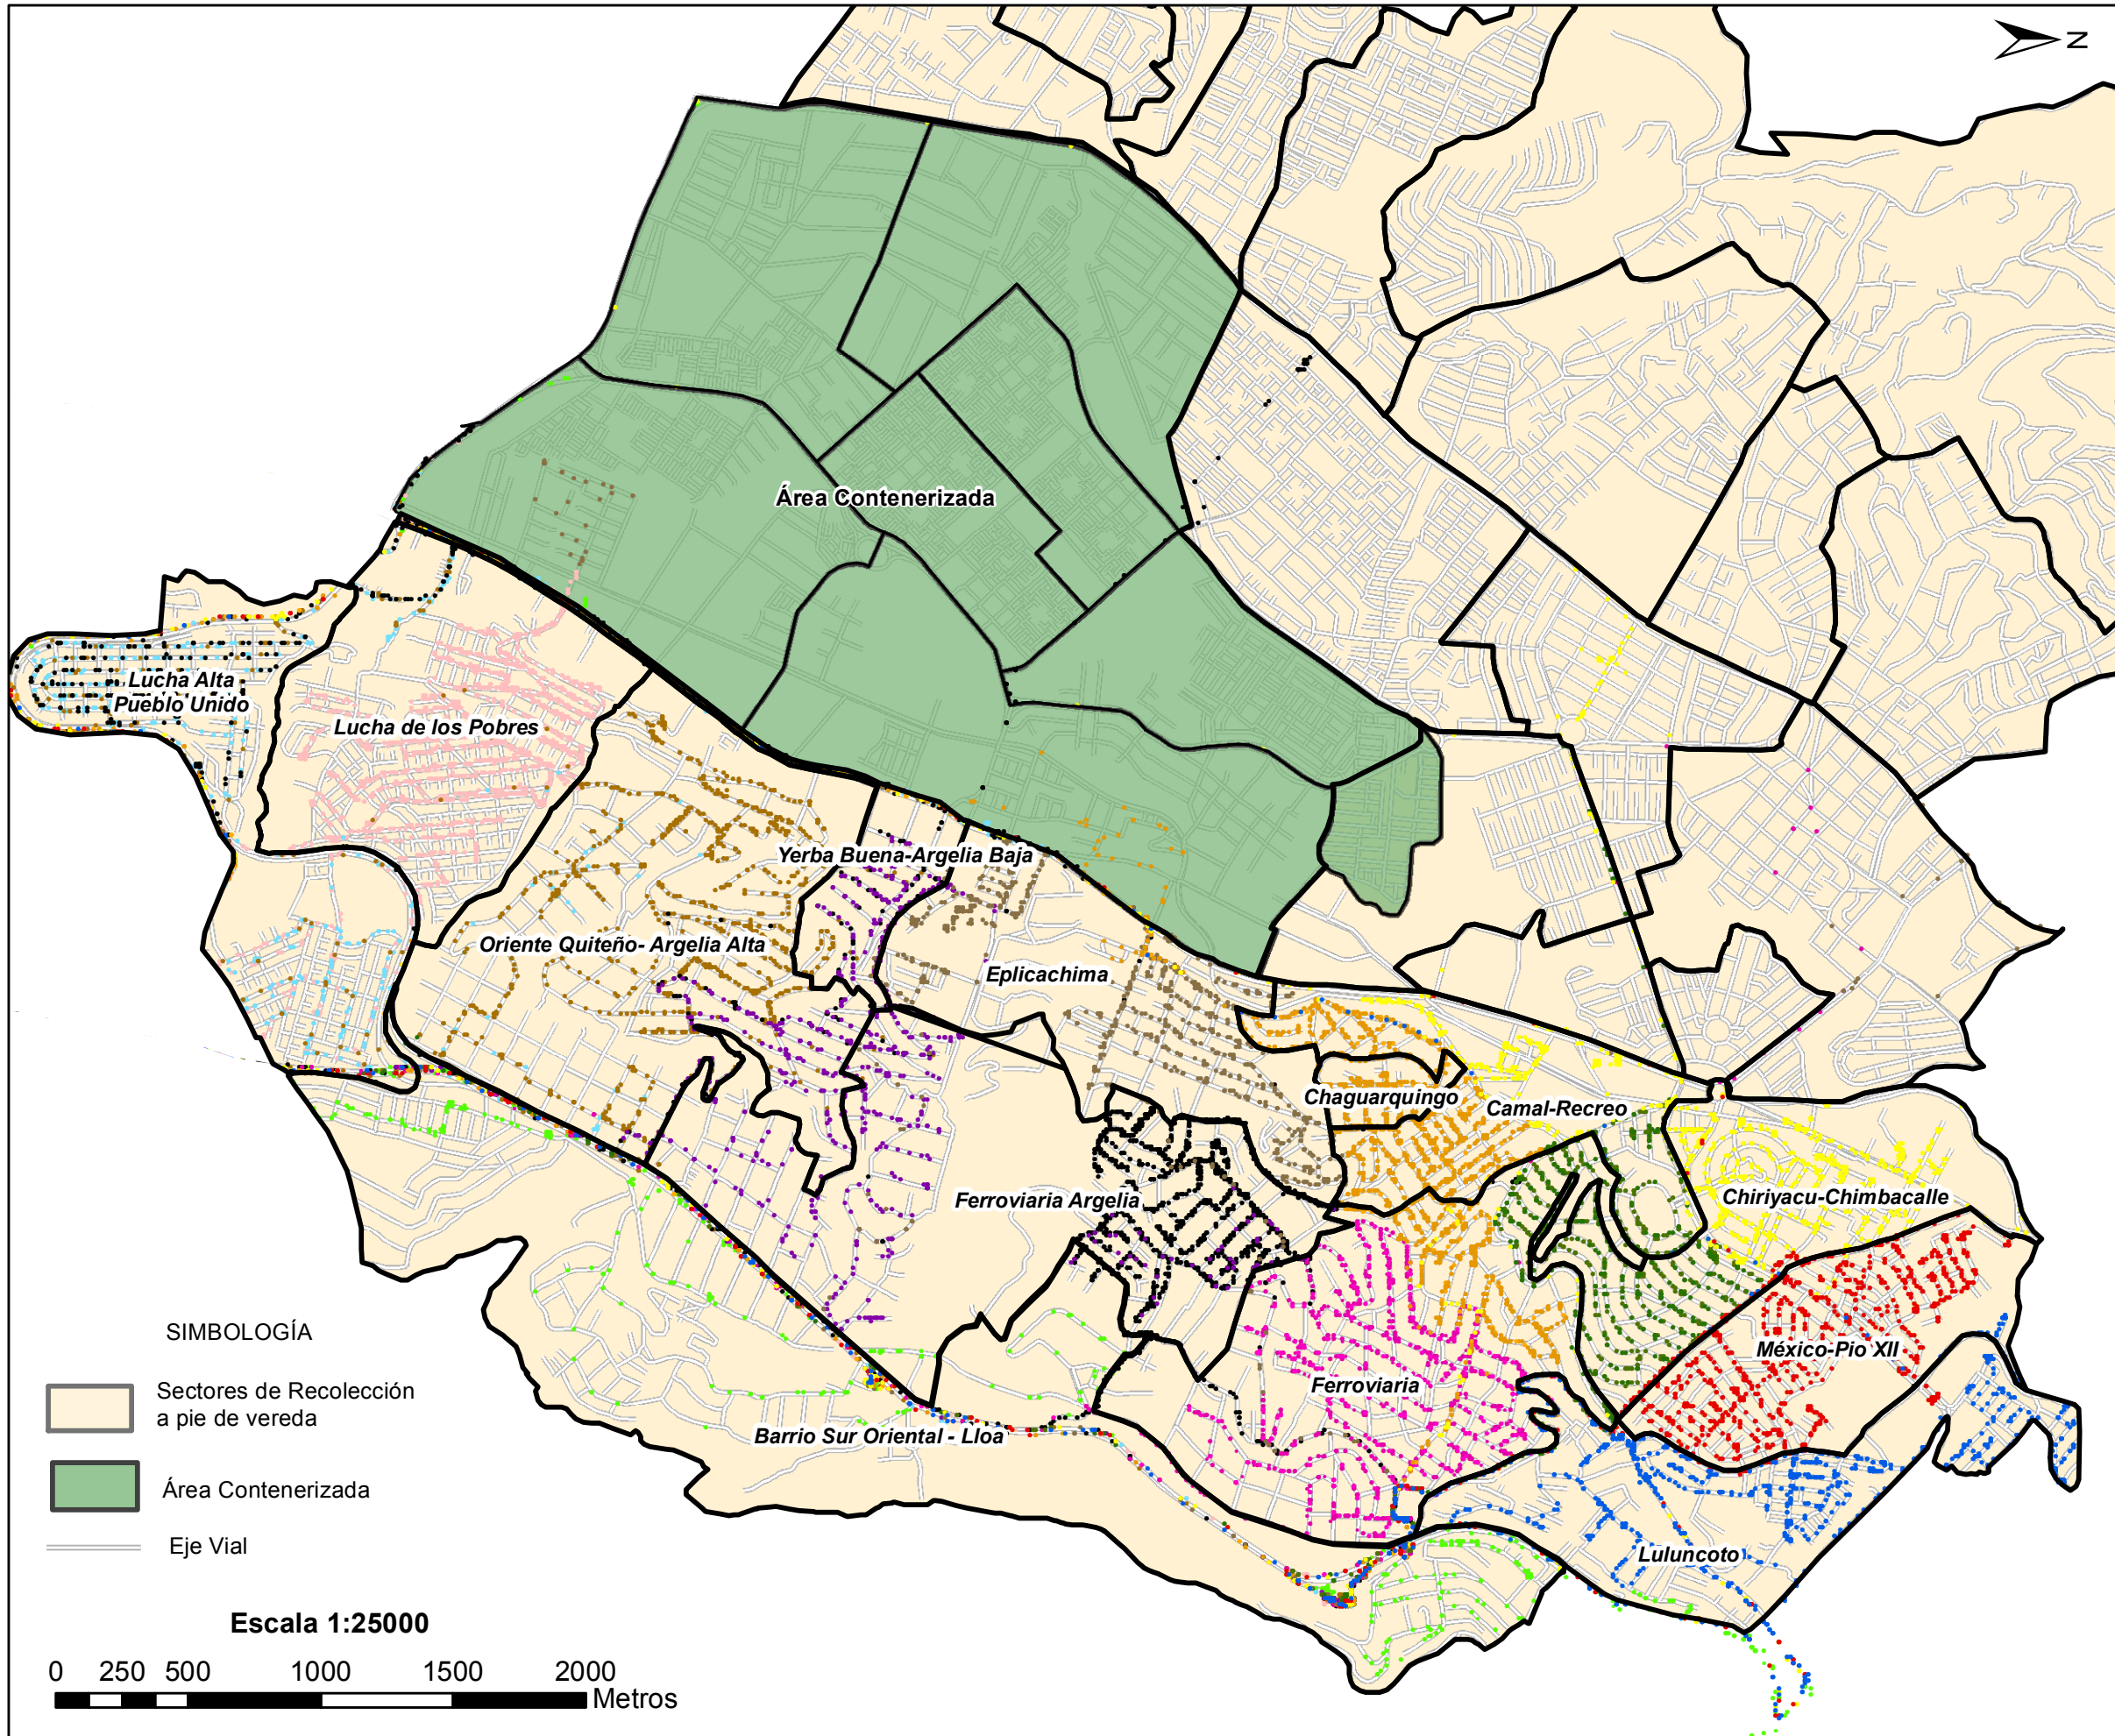 N
Área Contenerizada
Lucha Alta
Pueblo Unido
Lucha de los Pobres
Yerba Buena-Argelia Baja
Oriente Quiteño- Argelia Alta
Eplicachima
Chaguarquingo
Camal-Recreo
Ferroviaria Argelia
Chiriyacu-Chimbacalle
México-Pio XII
Ferroviaria
Barrio Sur Oriental - Lloa
Luluncoto
SIMBOLOGÍA
Sectores de Recolección
a pie de vereda
Área Contenerizada
Eje Vial
Escala 1:25000
0 250 500 1000 1500 2000
Metros